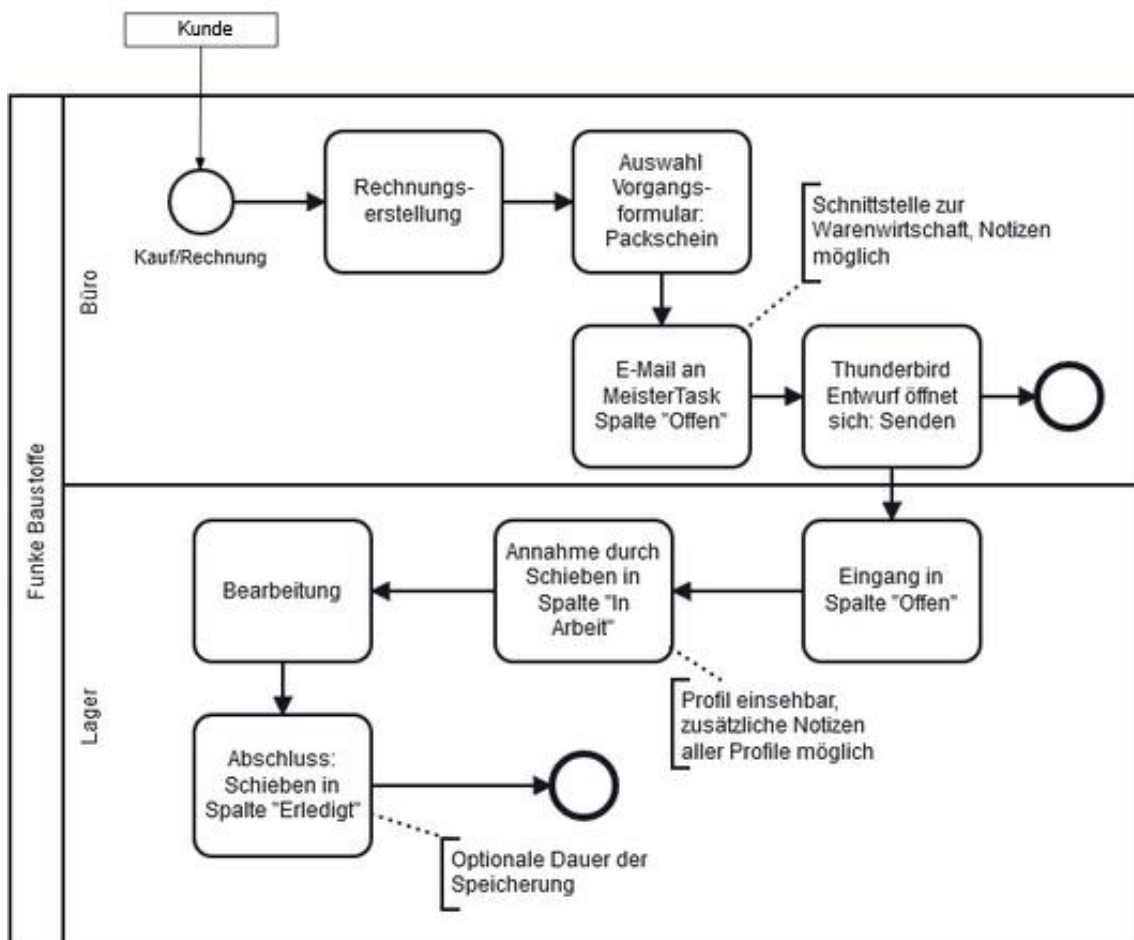 Kunde
Funke Baustoffe
Büro
Kauf/Rechnung
Rechnungs-
erstellung
Auswahl
Vorgangs-
formular:
Packschein
Schnittstelle zur
Warenwirtschaft, Notizen
möglich
E-Mail an
MeisterTask
Spalte "Offen"
Thunderbird
Entwurf öffnet
sich: Senden
Lager
Eingang in
Spalte "Offen"
Annahme durch
Schieben in
Spalte "In
Arbeit"
Profil einsehbar,
zusätzliche Notizen
aller Profile möglich
Bearbeitung
Abschluss:
Schieben in
Spalte "Erledigt"
Optionale Dauer der
Speicherung